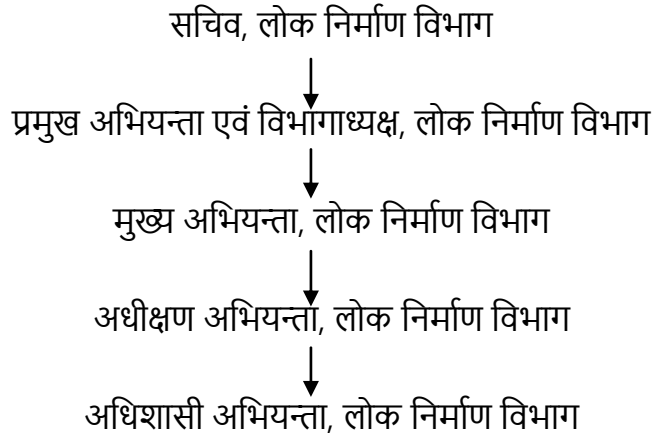 सचिव, लोक निर्माण विभाग
प्रमुख अभियन्ता एवं विभागाध्यक्ष, लोक निर्माण विभाग
मुख्य अभियन्ता, लोक निर्माण विभाग
अधीक्षण अभियन्ता, लोक निर्माण विभाग
अधिशासी अभियन्ता, लोक निर्माण विभाग